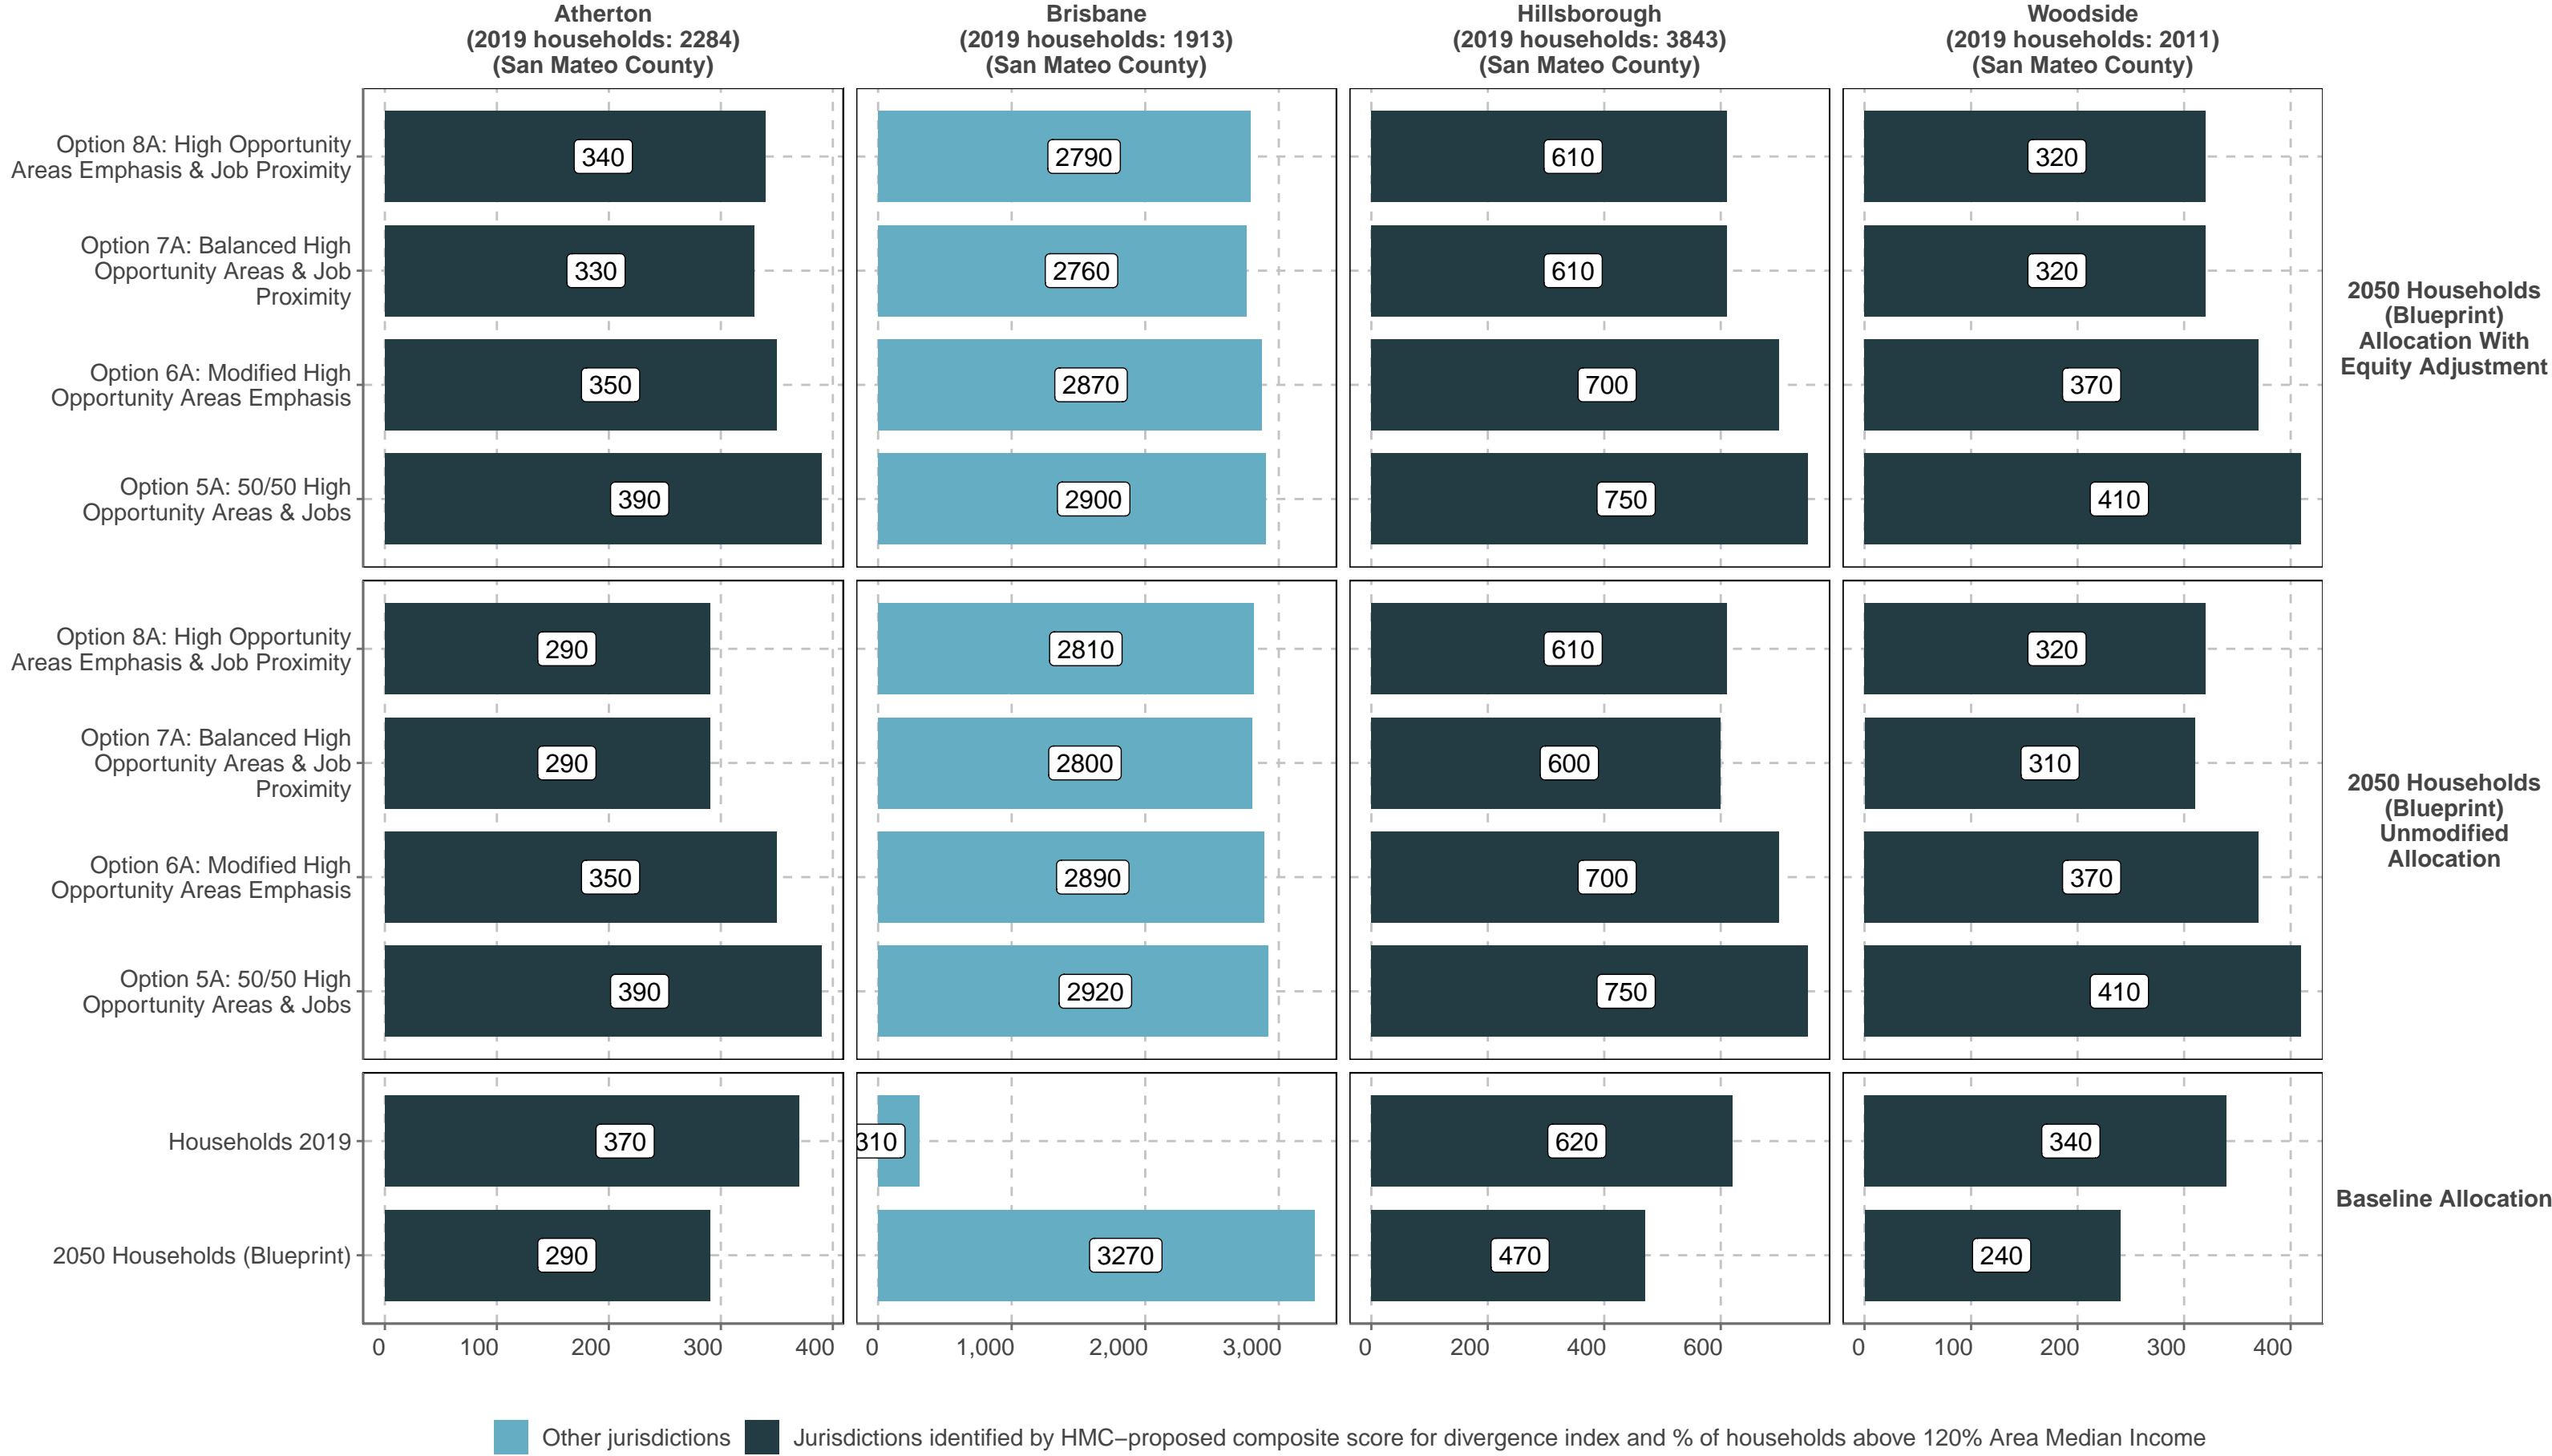 Atherton
(2019 households: 2284)
(San Mateo County)
Brisbane
(2019 households: 1913)
(San Mateo County)
Hillsborough
(2019 households: 3843)
(San Mateo County)
Woodside
(2019 households: 2011)
(San Mateo County)
Option 8A: High Opportunity
Areas Emphasis & Job Proximity
340
2790
610
320
Option 7A: Balanced High
Opportunity Areas & Job
Proximity
330
2760
610
320
Option 6A: Modified High
Opportunity Areas Emphasis
350
2870
700
370
Option 5A: 50/50 High
Opportunity Areas & Jobs
390
2900
750
410
2050 Households
(Blueprint)
Allocation With
Equity Adjustment
Option 8A: High Opportunity
Areas Emphasis & Job Proximity
290
2810
610
320
Option 7A: Balanced High
Opportunity Areas & Job
Proximity
290
2800
600
310
Option 6A: Modified High
Opportunity Areas Emphasis
350
2890
700
370
Option 5A: 50/50 High
Opportunity Areas & Jobs
390
2920
750
410
2050 Households
(Blueprint)
Unmodified
Allocation
Households 2019
370
310
620
340
2050 Households (Blueprint)
290
3270
470
240
Baseline Allocation
0 100 200 300 400
0 1,000 2,000 3,000
0 200 400 600
0 100 200 300 400
Other jurisdictions
Jurisdictions identified by HMC−proposed composite score for divergence index and % of households above 120% Area Median Income